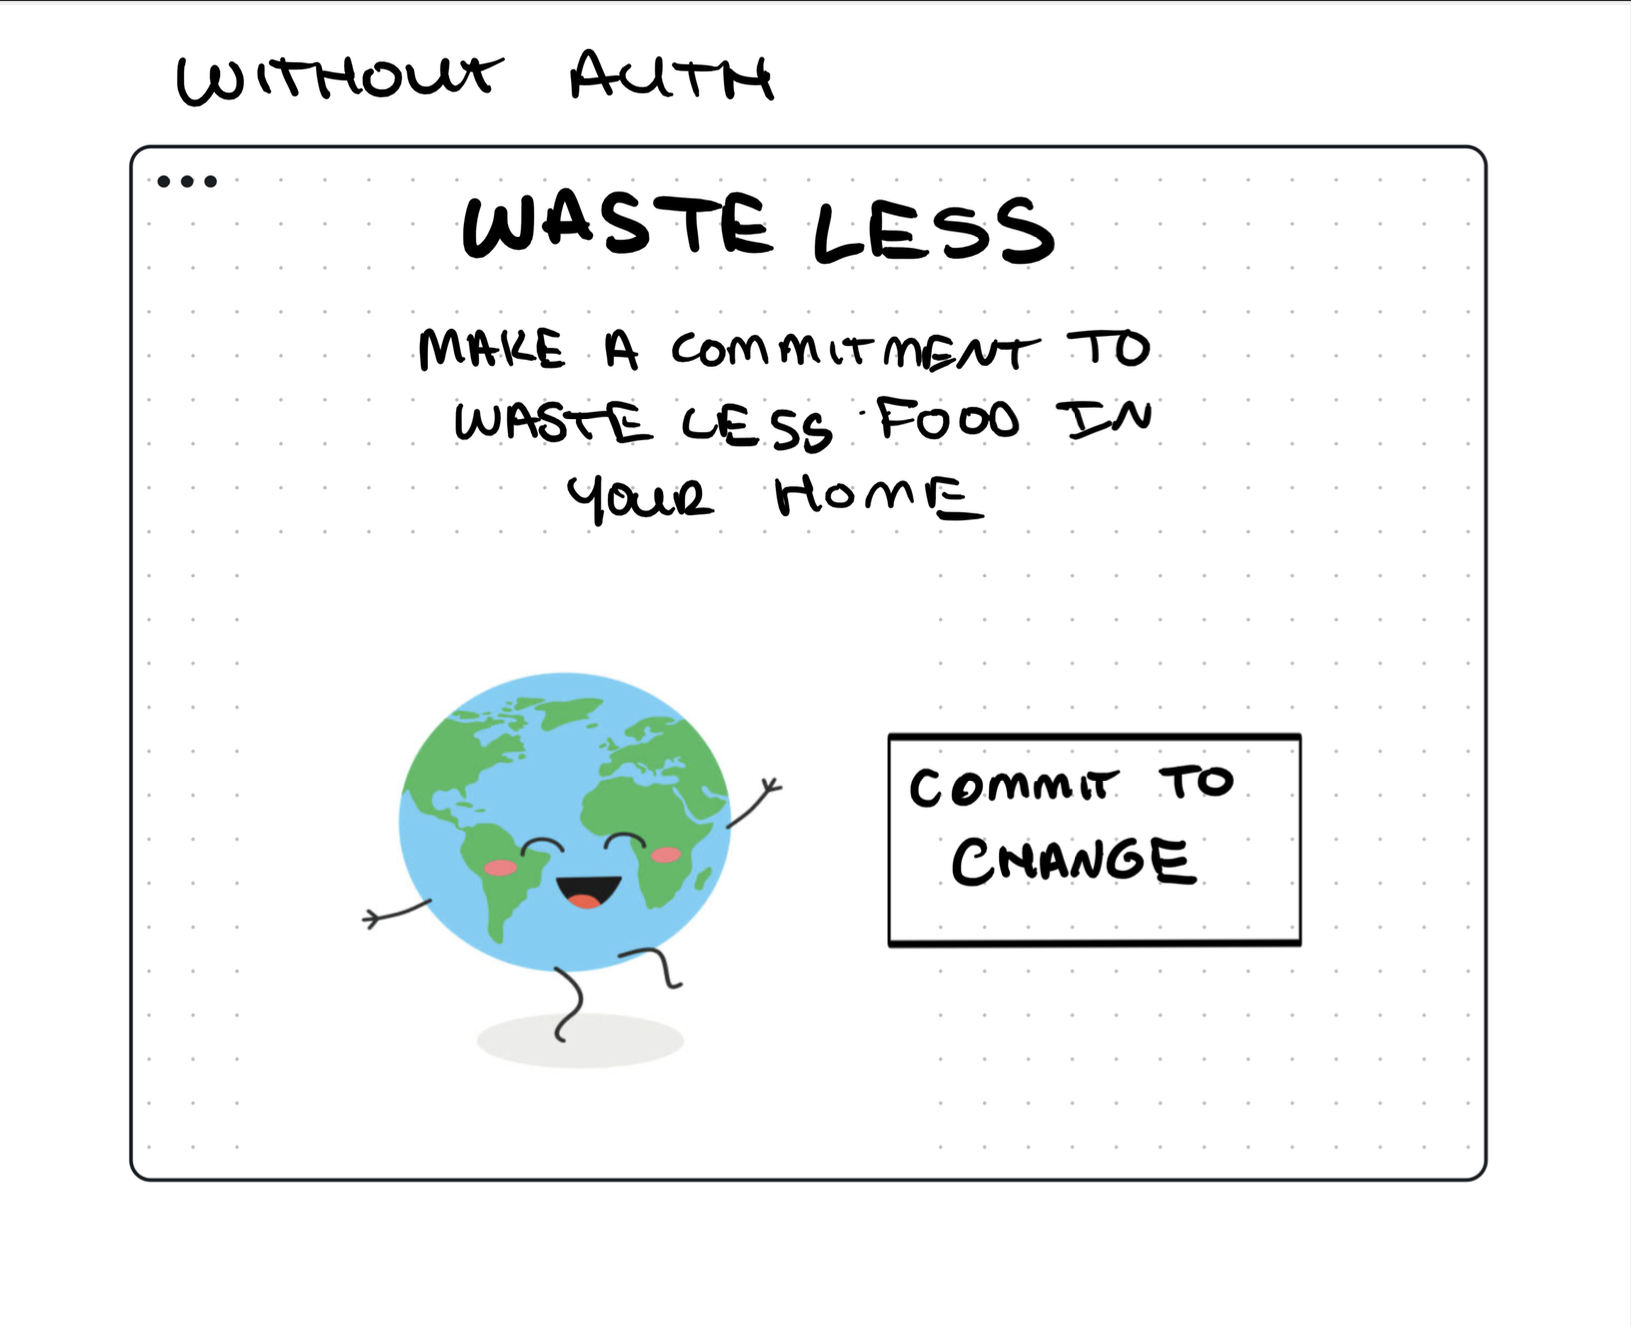 WITHOUT AUTH
WASTE LESS
MAKE A COMMITMENT TO
WASTE LESS FOOD IN
YOUR HOME
COMMIT TO
CHANGE